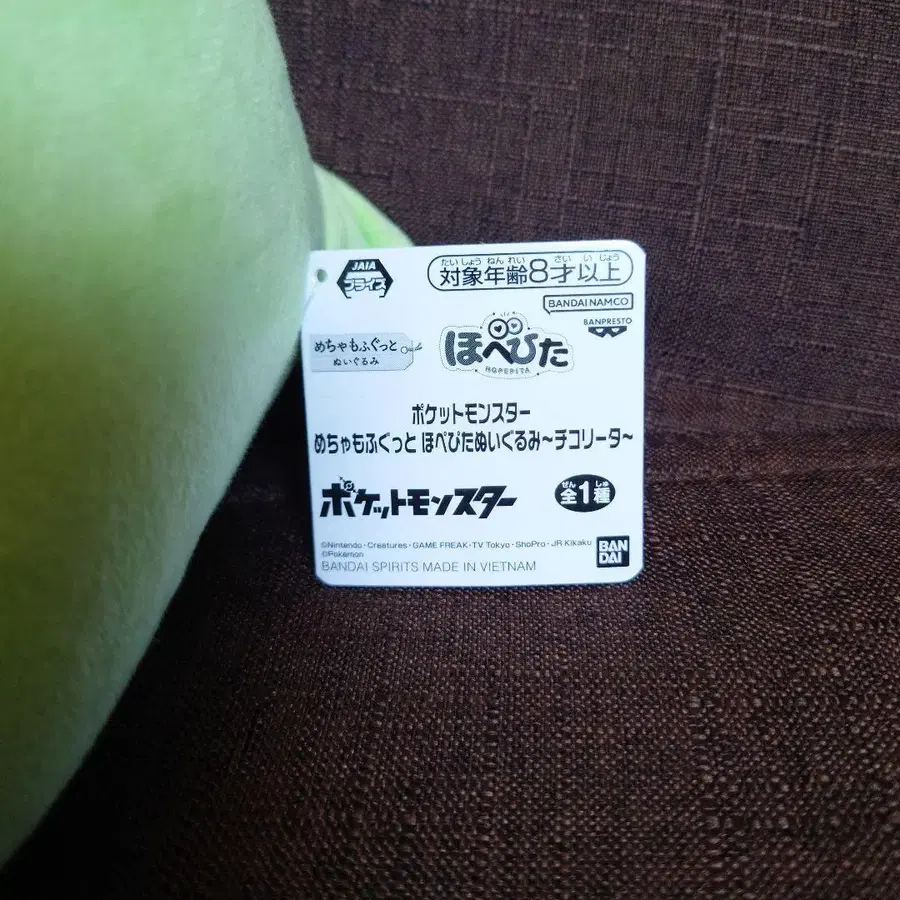 JAIA
プライズ
たいしょうねんれい さいいじょう
対象年齢8才以上
BANDAI NAMCO
BANPRESTO
めちゃもふぐっと
ぬいぐるみ
ほぺぴた
HOPEPITA
ポケットモンスター
めちゃもふぐっと ほぺぴたぬいぐるみ~チコリータ~
ポケットモンスター
ぜん しゅ
全1種
©Nintendo・Creatures・GAME FREAK・TV Tokyo・ShoPro・JR Kikaku
©Pokémon
BANDAI SPIRITS MADE IN VIETNAM
BAN
DAI